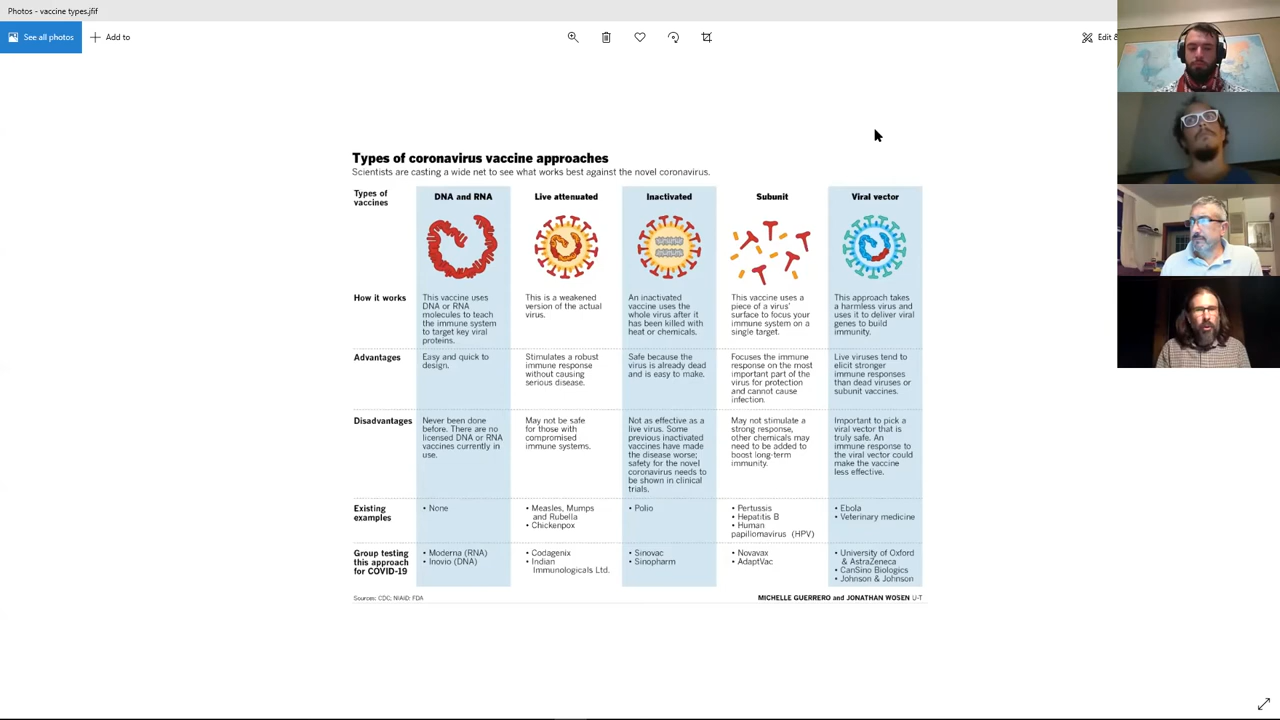 Photos - vaccine types.jfif
See all photos
Add to
Edit &
Types of coronavirus vaccine approaches
Scientists are casting a wide net to see what works best against the novel coronavirus.
Types of
vaccines
DNA and RNA
Live attenuated
Inactivated
Subunit
Viral vector
How it works
This vaccine uses
DNA or RNA
molecules to teach
the immune system
to target key viral
proteins.
This is a weakened
version of the actual
virus.
An inactivated
vaccine uses the
whole virus after it
has been killed with
heat or chemicals.
This vaccine uses a
piece of a virus'
surface to focus your
immune system on a
single target.
This approach takes
a harmless virus and
uses it to deliver viral
genes to build
immunity.
Advantages
Easy and quick to
design.
Stimulates a robust
immune response
without causing
serious disease.
Safe because the
virus is already dead
and is easy to make.
Focuses the immune
response on the most
important part of the
virus for protection
and cannot cause
infection.
Live viruses tend to
elicit stronger
immune responses
than dead viruses or
subunit vaccines.
Disadvantages
Never been done
before. There are no
licensed DNA or RNA
vaccines currently in
use.
May not be safe
for those with
compromised
immune systems.
Not as effective as a
live virus. Some
previous inactivated
vaccines have made
the disease worse;
safety for the novel
coronavirus needs to
be shown in clinical
trials.
May not stimulate a
strong response,
other chemicals may
need to be added to
boost long-term
immunity.
Important to pick a
viral vector that is
truly safe. An
immune response to
the viral vector could
make the vaccine
less effective.
Existing
examples
• None
• Measles, Mumps
and Rubella
• Chickenpox
• Polio
• Pertussis
• Hepatitis B
• Human
papiliomavirus (HPV)
• Ebola
• Veterinary medicine
Group testing
this approach
for COVID-19
• Moderna (RNA)
• Inovio (DNA)
• Codagenix
• Indian
Immunologicals Ltd.
• Sinovac
• Sinopharm
• Novavax
• AdaptVac
• University of Oxford
& AstraZeneca
• CanSino Biologics
• Johnson & Johnson
Sources: CDC; NIAID; FDA
MICHELLE GUERRERO and JONATHAN WOSEN U-T